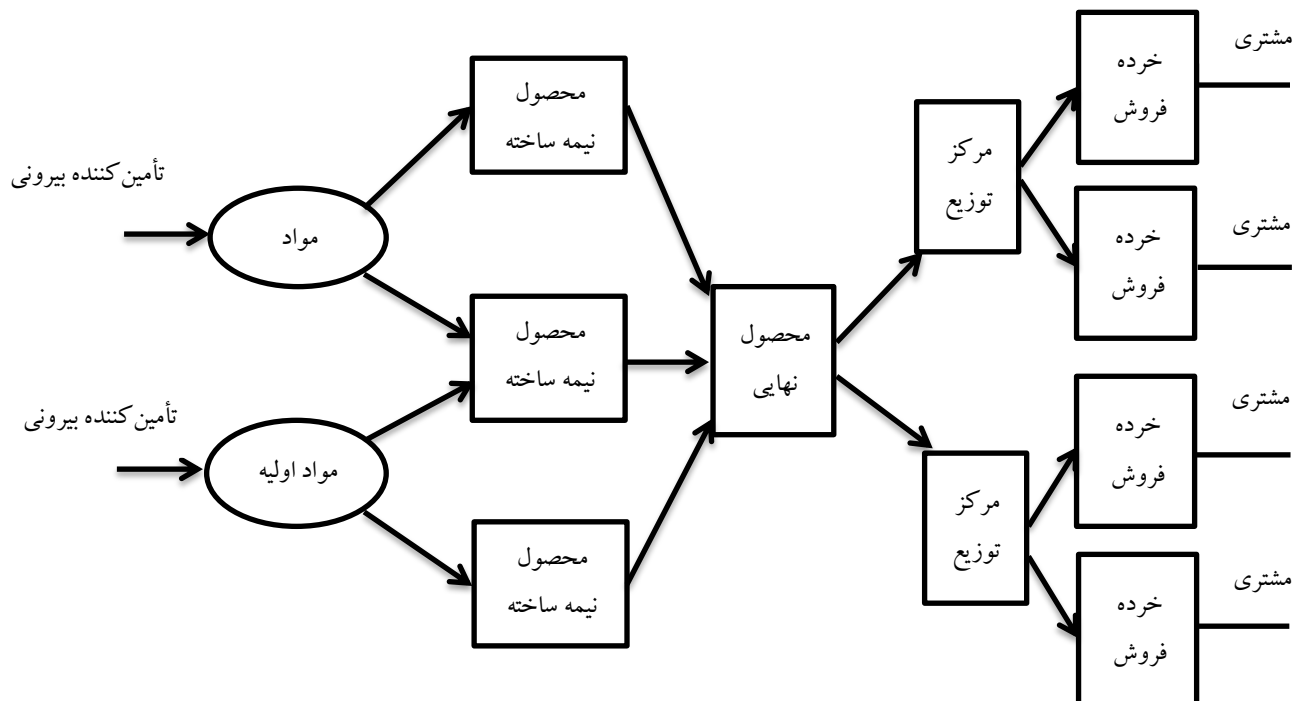 تأمین‌کننده بیرونی
مواد
تأمین‌کننده بیرونی
مواد اولیه
محصول
نیمه ساخته
محصول
نیمه ساخته
محصول
نیمه ساخته
محصول
نهایی
مرکز
توزیع
مرکز
توزیع
خرده
فروش
خرده
فروش
خرده
فروش
خرده
فروش
مشتری
مشتری
مشتری
مشتری